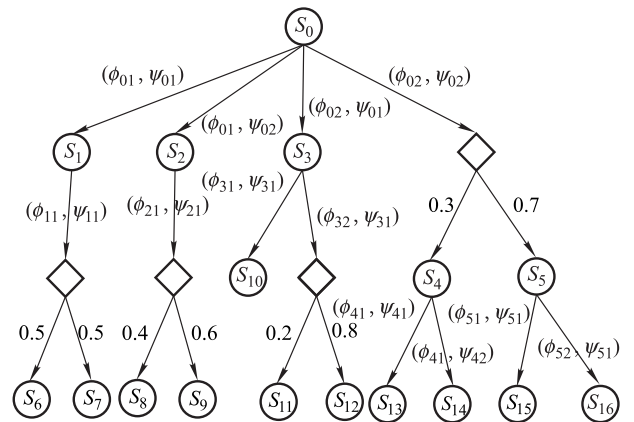 S₀
(ϕ₀₁, ψ₀₁) (ϕ₀₂, ψ₀₂)
(ϕ₀₁, ψ₀₂) (ϕ₀₂, ψ₀₁)
S₁ S₂ S₃
(ϕ₁₁, ψ₁₁) (ϕ₂₁, ψ₂₁) (ϕ₃₁, ψ₃₁) (ϕ₃₂, ψ₃₁) 0.3 0.7
S₁₀ S₄ S₅
0.5 0.5 0.4 0.6 0.2 0.8 (ϕ₄₁, ψ₄₁) (ϕ₄₁, ψ₄₂) (ϕ₅₁, ψ₅₁) (ϕ₅₂, ψ₅₁)
S₆ S₇ S₈ S₉ S₁₁ S₁₂ S₁₃ S₁₄ S₁₅ S₁₆